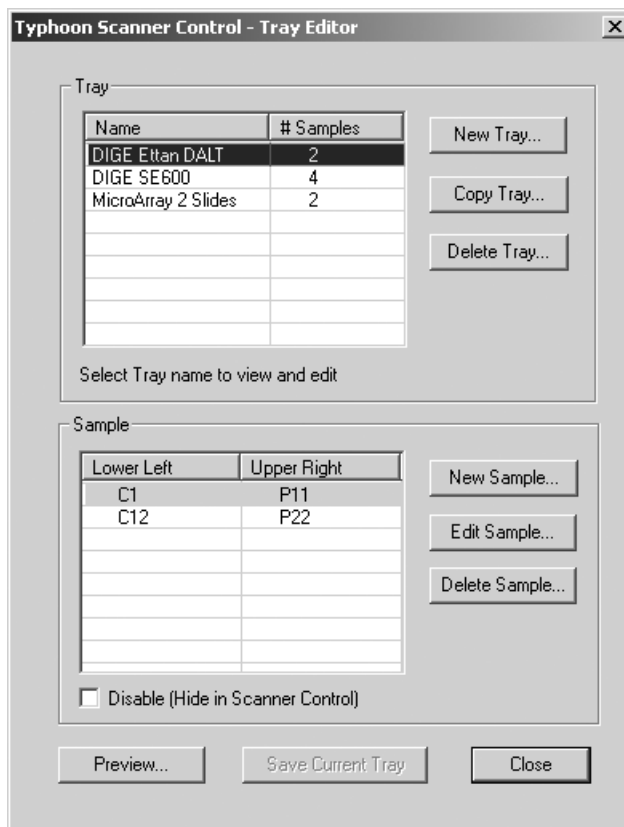 Typhoon Scanner Control - Tray Editor
Tray
Name # Samples
DIGE Ettan DALT 2
DIGE SE600 4
MicroArray 2 Slides 2
New Tray...
Copy Tray...
Delete Tray...
Select Tray name to view and edit
Sample
Lower Left Upper Right
C1 P11
C12 P22
New Sample...
Edit Sample...
Delete Sample...
Disable (Hide in Scanner Control)
Preview... Save Current Tray Close